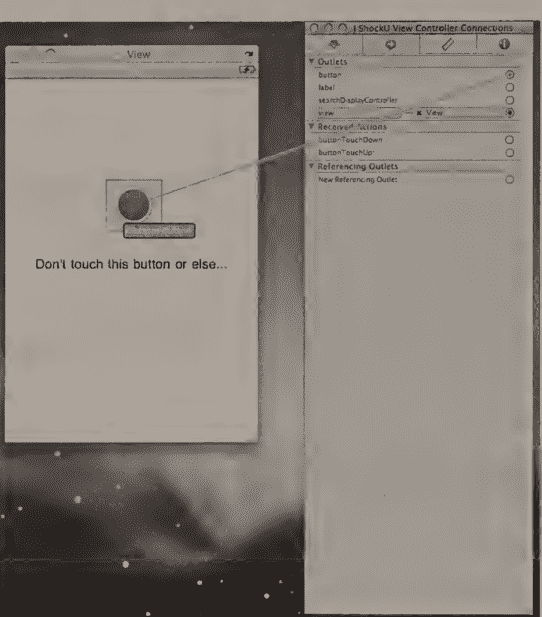 View
Don't touch this button or else...
ShockU View Controller Connections
Outlets
button
label
searchDisplayController
view
× View
Received Actions
buttonTouchDown
buttonTouchUp
Referencing Outlets
New Referencing Outlet